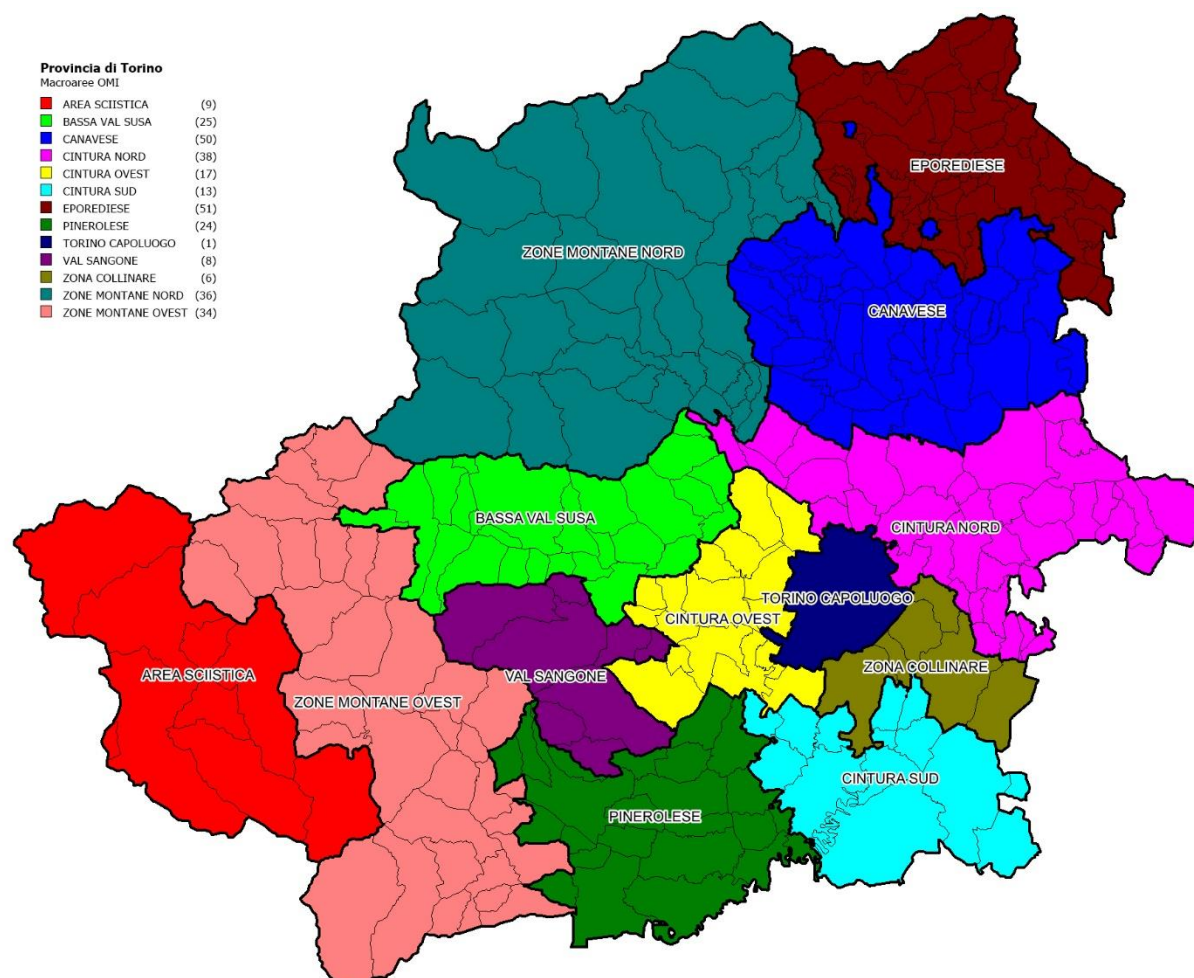 Provincia di Torino
Macroaree OMI
AREA SCIISTICA (9)
BASSA VAL SUSA (25)
CANAVESE (50)
CINTURA NORD (38)
CINTURA OVEST (17)
CINTURA SUD (13)
EPOREDIESE (51)
PINEROLESE (24)
TORINO CAPOLUOGO (1)
VAL SANGONE (8)
ZONA COLLINARE (6)
ZONE MONTANE NORD (36)
ZONE MONTANE OVEST (34)
EPOREDIESE
ZONE MONTANE NORD
CANAVESE
BASSA VAL SUSA
CINTURA NORD
TORINO CAPOLUOGO
CINTURA OVEST
ZONA COLLINARE
AREA SCIISTICA
VAL SANGONE
ZONE MONTANE OVEST
CINTURA SUD
PINEROLESE